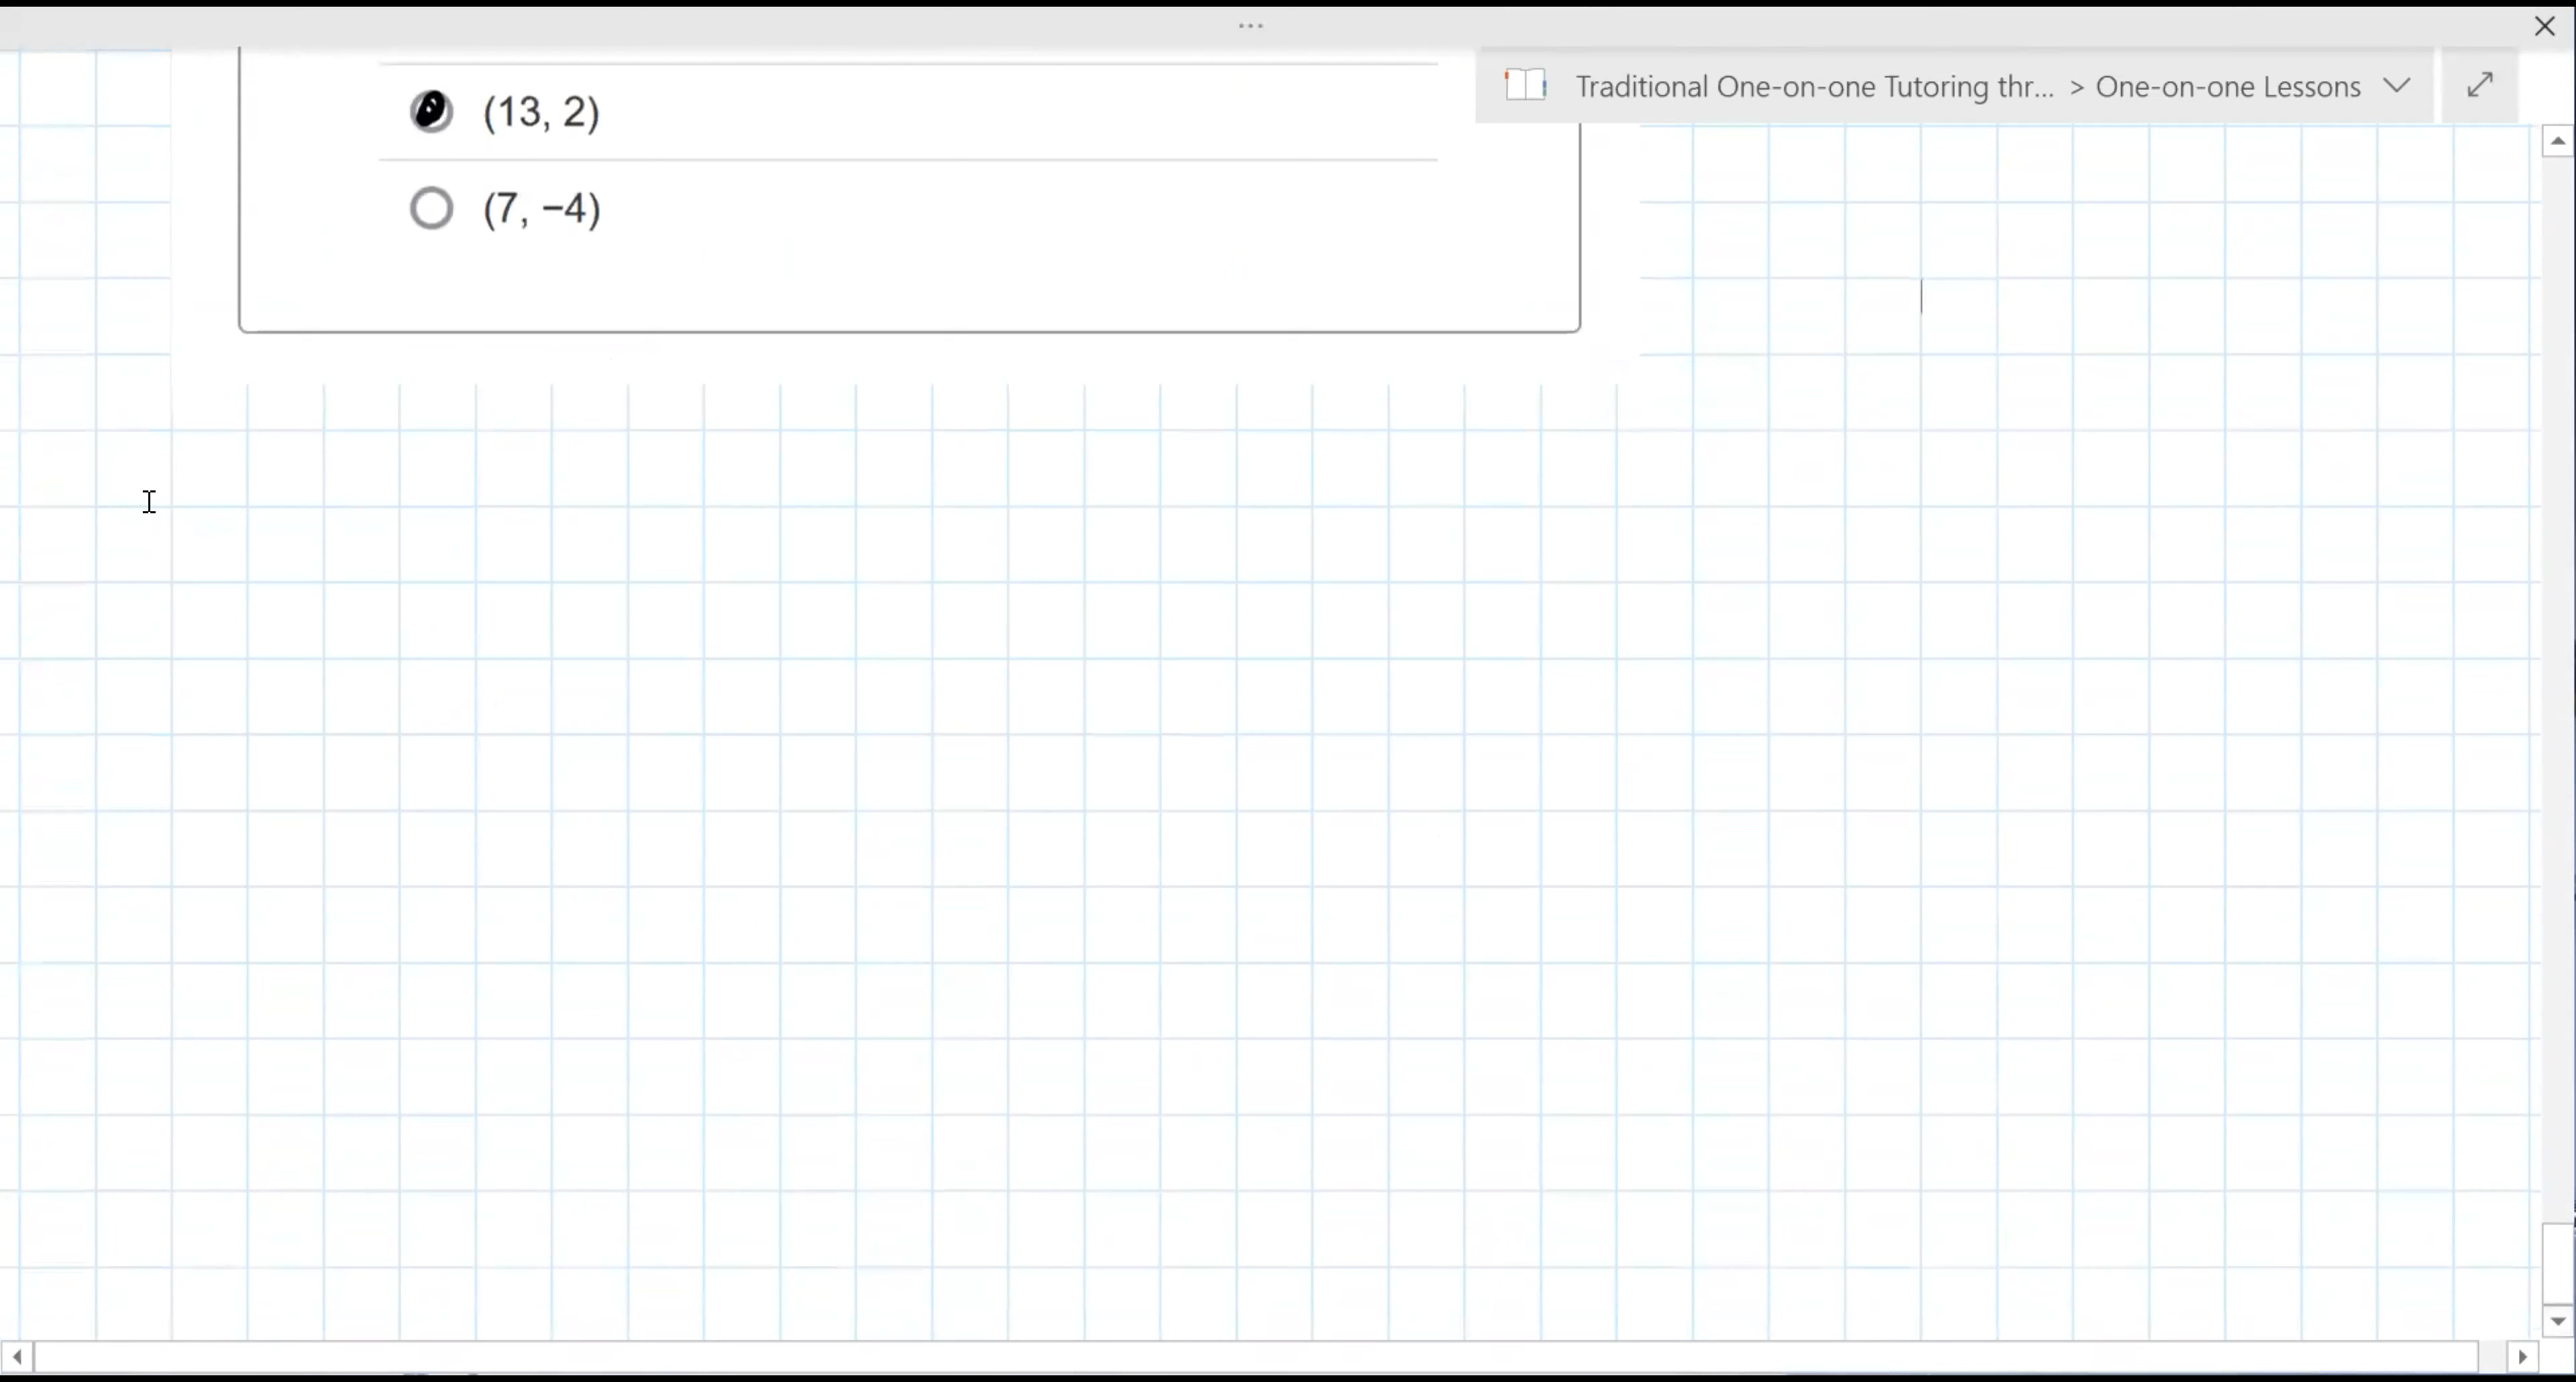 ...
Traditional One-on-one Tutoring thr... > One-on-one Lessons
(13, 2)
(7, −4)